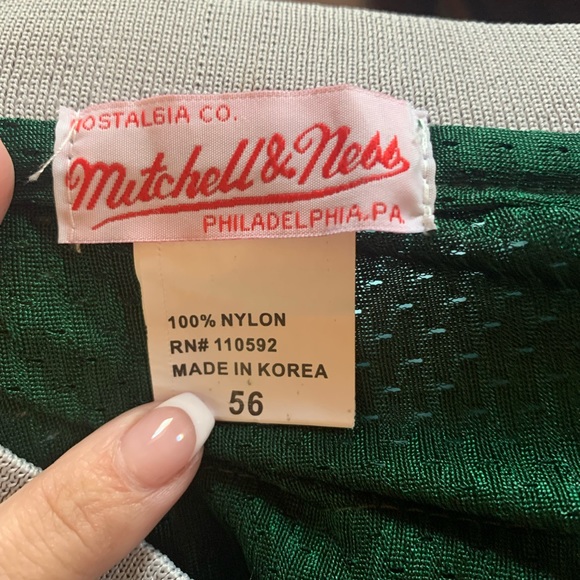 NOSTALGIA CO.
Mitchell & Ness
PHILADELPHIA, PA
100% NYLON
RN# 110592
MADE IN KOREA
56